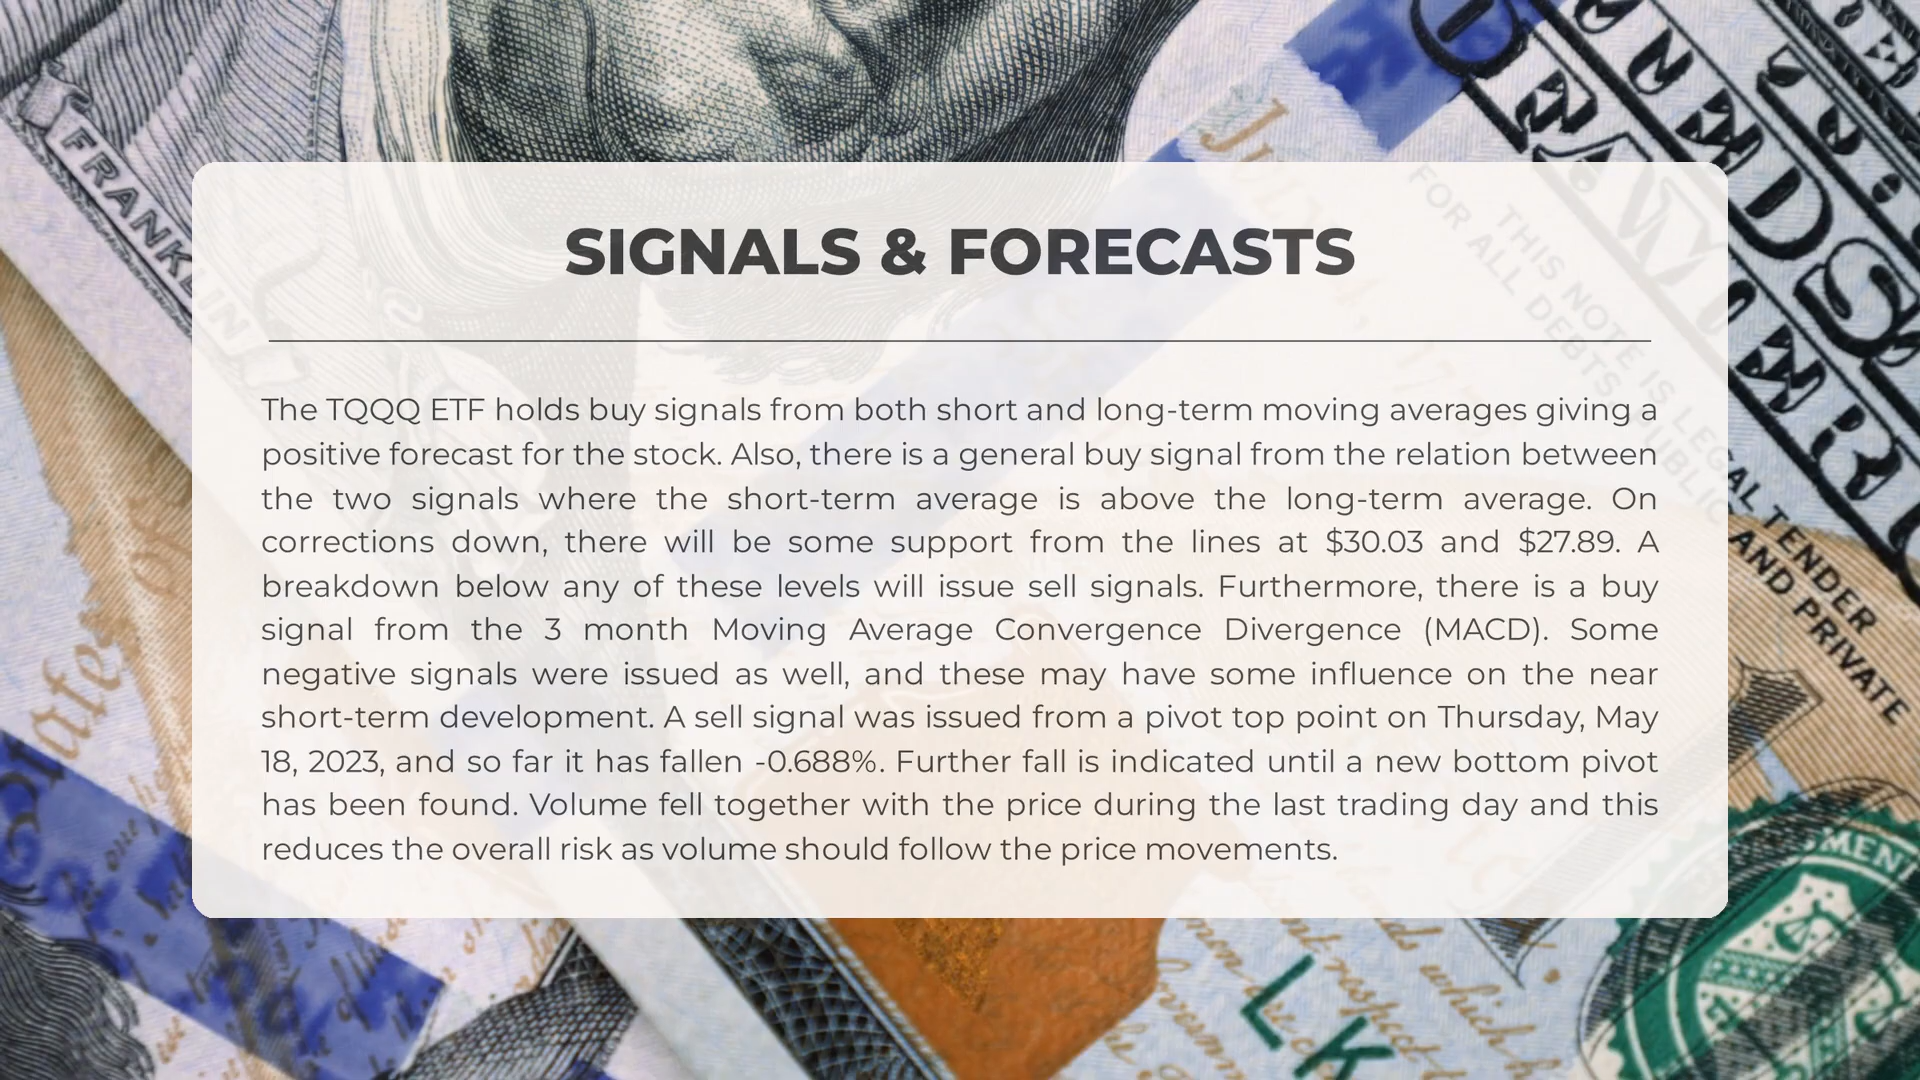 FRANKLIN
SIGNALS & FORECASTS
THIS NOTE IS LEGAL TENDER
FOR ALL DEBTS PUBLIC AND PRIVATE
The TQQQ ETF holds buy signals from both short and long-term moving averages giving a
positive forecast for the stock. Also, there is a general buy signal from the relation between
the two signals where the short-term average is above the long-term average. On
corrections down, there will be some support from the lines at $30.03 and $27.89. A
breakdown below any of these levels will issue sell signals. Furthermore, there is a buy
signal from the 3 month Moving Average Convergence Divergence (MACD). Some
negative signals were issued as well, and these may have some influence on the near
short-term development. A sell signal was issued from a pivot top point on Thursday, May
18, 2023, and so far it has fallen -0.688%. Further fall is indicated until a new bottom pivot
has been found. Volume fell together with the price during the last trading day and this
reduces the overall risk as volume should follow the price movements.
LK